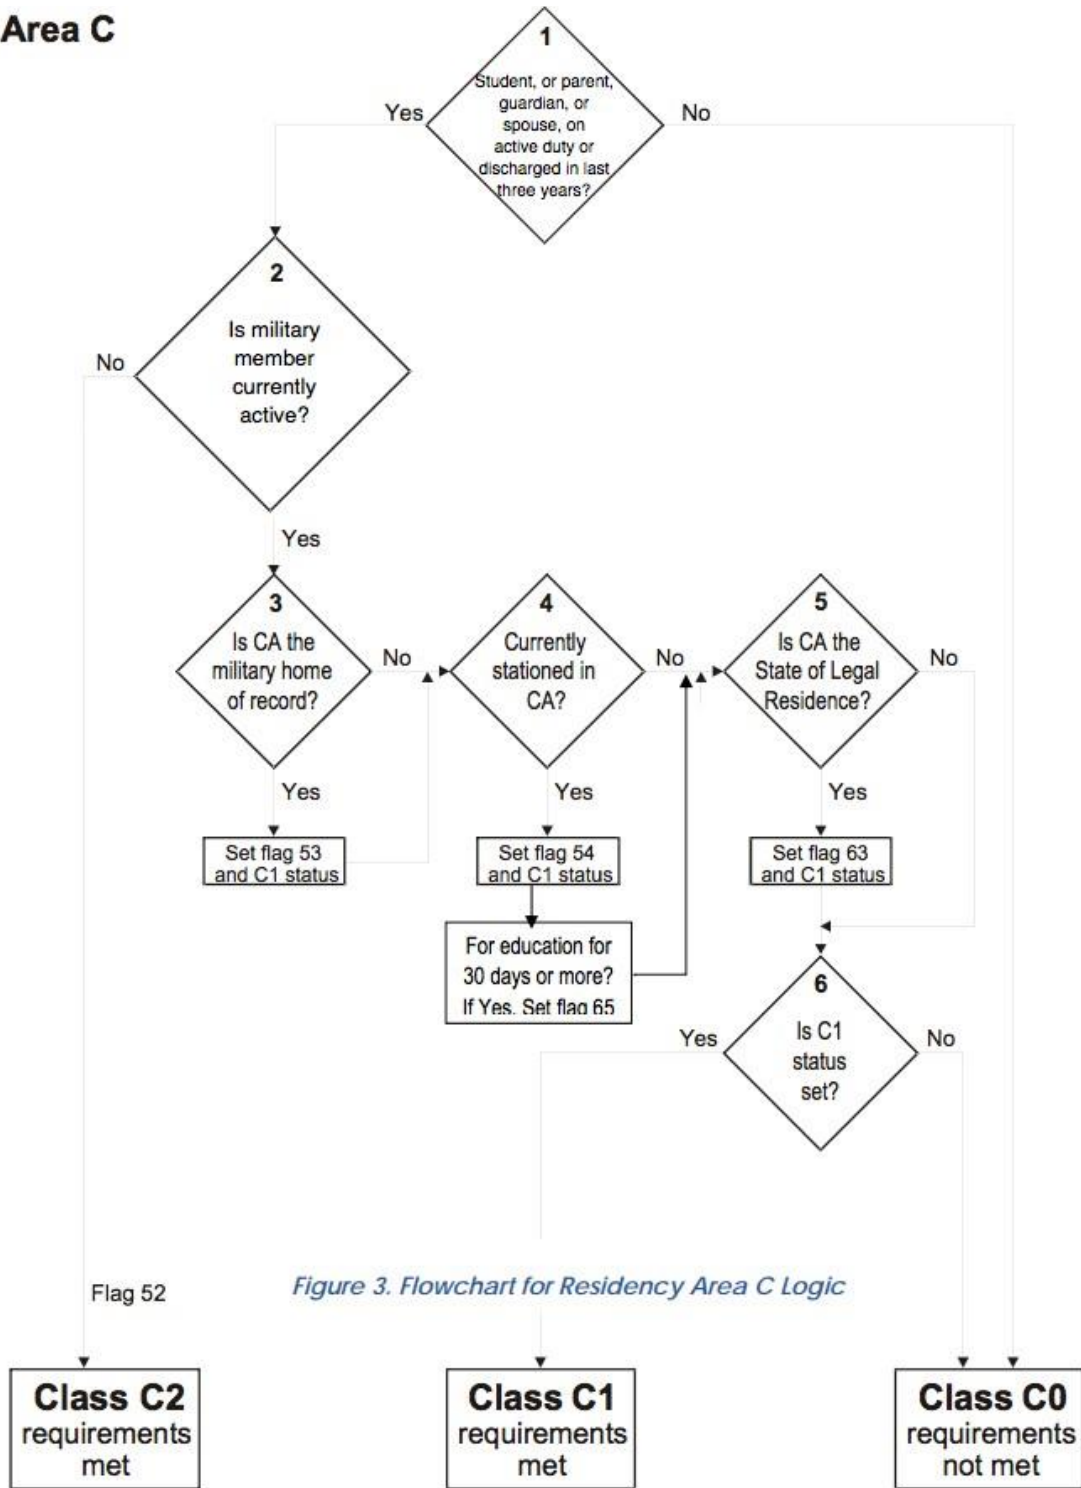 Area C
1
Student, or parent,
guardian, or
spouse, on
active duty or
discharged in last
three years?
Yes
No
2
Is military
member
currently
active?
No
Yes
3
Is CA the
military home
of record?
No
Yes
4
Currently
stationed in
CA?
No
Yes
5
Is CA the
State of Legal
Residence?
No
Yes
Set flag 53
and C1 status
Set flag 54
and C1 status
Set flag 63
and C1 status
For education for
30 days or more?
If Yes. Set flag 65
6
Is C1
status
set?
Yes
No
Flag 52
Figure 3. Flowchart for Residency Area C Logic
Class C2
requirements
met
Class C1
requirements
met
Class C0
requirements
not met